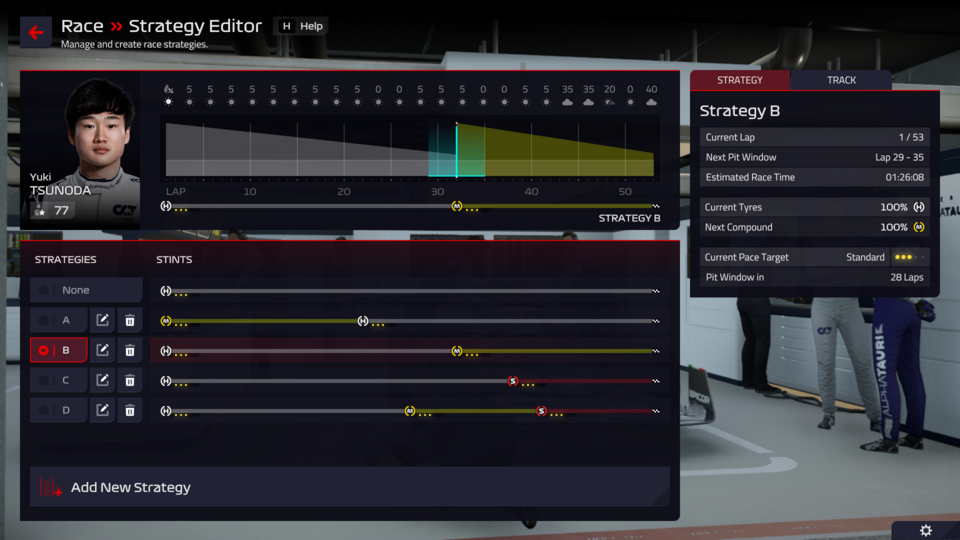 Race » Strategy Editor
H Help
Manage and create race strategies.
% 5 5 5 5 5 5 5 5 5 0 0 5 5 5 0 0 5 5 35 35 20 0 40
Yuki
TSUNODA
77
LAP 10 20 30 40 50
H M
STRATEGY B
STRATEGIES
STINTS
None H
A M H
B H M
C H S
D H M S
Add New Strategy
STRATEGY TRACK
Strategy B
Current Lap 1 / 53
Next Pit Window Lap 29 - 35
Estimated Race Time 01:26:08
Current Tyres 100% H
Next Compound 100% M
Current Pace Target Standard
Pit Window in 28 Laps
ALPHATAURI